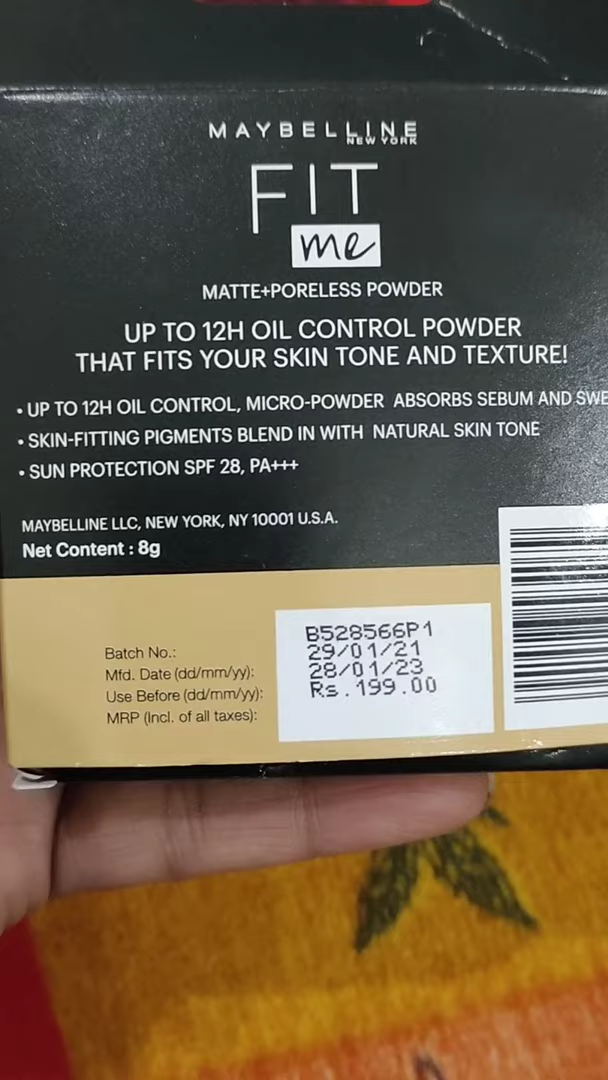 MAYBELLINE
NEW YORK
FIT
me
MATTE+PORELESS POWDER
UP TO 12H OIL CONTROL POWDER
THAT FITS YOUR SKIN TONE AND TEXTURE!
• UP TO 12H OIL CONTROL, MICRO-POWDER ABSORBS SEBUM AND SWE
• SKIN-FITTING PIGMENTS BLEND IN WITH NATURAL SKIN TONE
• SUN PROTECTION SPF 28, PA+++
MAYBELLINE LLC, NEW YORK, NY 10001 U.S.A.
Net Content : 8g
Batch No.: B528566P1
Mfd. Date (dd/mm/yy): 29/01/21
Use Before (dd/mm/yy): 28/01/23
MRP (Incl. of all taxes): Rs.199.00